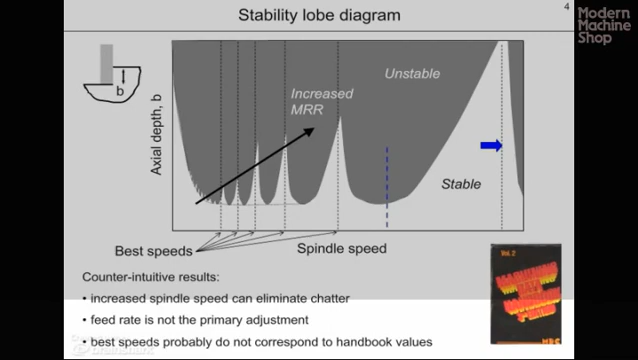 Stability lobe diagram
4
Modern
Machine
Shop
b
Axial depth, b
Increased
MRR
Unstable
Stable
Best speeds
Spindle speed
Counter-intuitive results:
• increased spindle speed can eliminate chatter
• feed rate is not the primary adjustment
• best speeds probably do not correspond to handbook values
Vol. 2